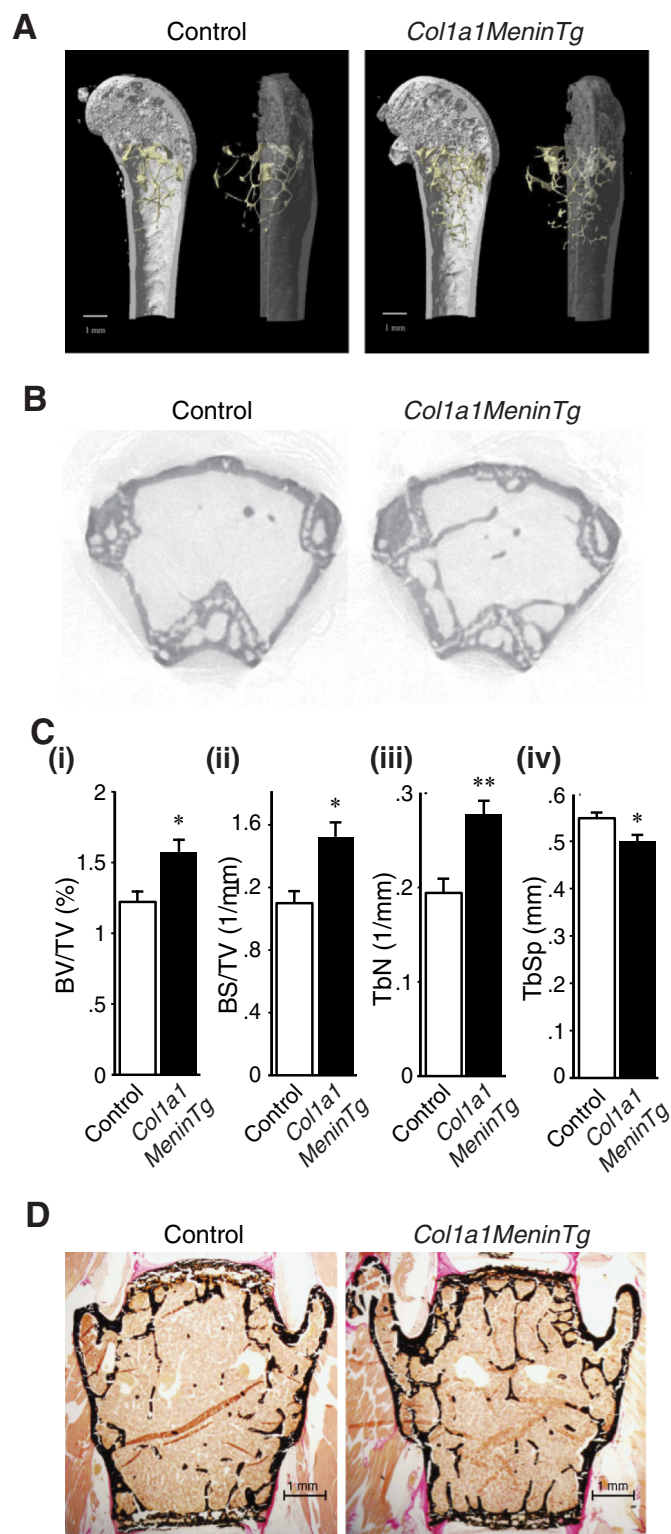 A
Control
Col1a1MeninTg
1 mm
1 mm
B
Control
Col1a1MeninTg
C
(i)
(ii)
(iii)
(iv)
BV/TV (%)
2
1.5
1
.5
0
*
Control
Col1a1
MeninTg
BS/TV (1/mm)
1.6
1.2
.8
.4
0
*
Control
Col1a1
MeninTg
TbN (1/mm)
.3
.2
.1
0
**
Control
Col1a1
MeninTg
TbSp (mm)
.6
.5
.4
.3
.2
.1
0
*
Control
Col1a1
MeninTg
D
Control
Col1a1MeninTg
1 mm
1 mm